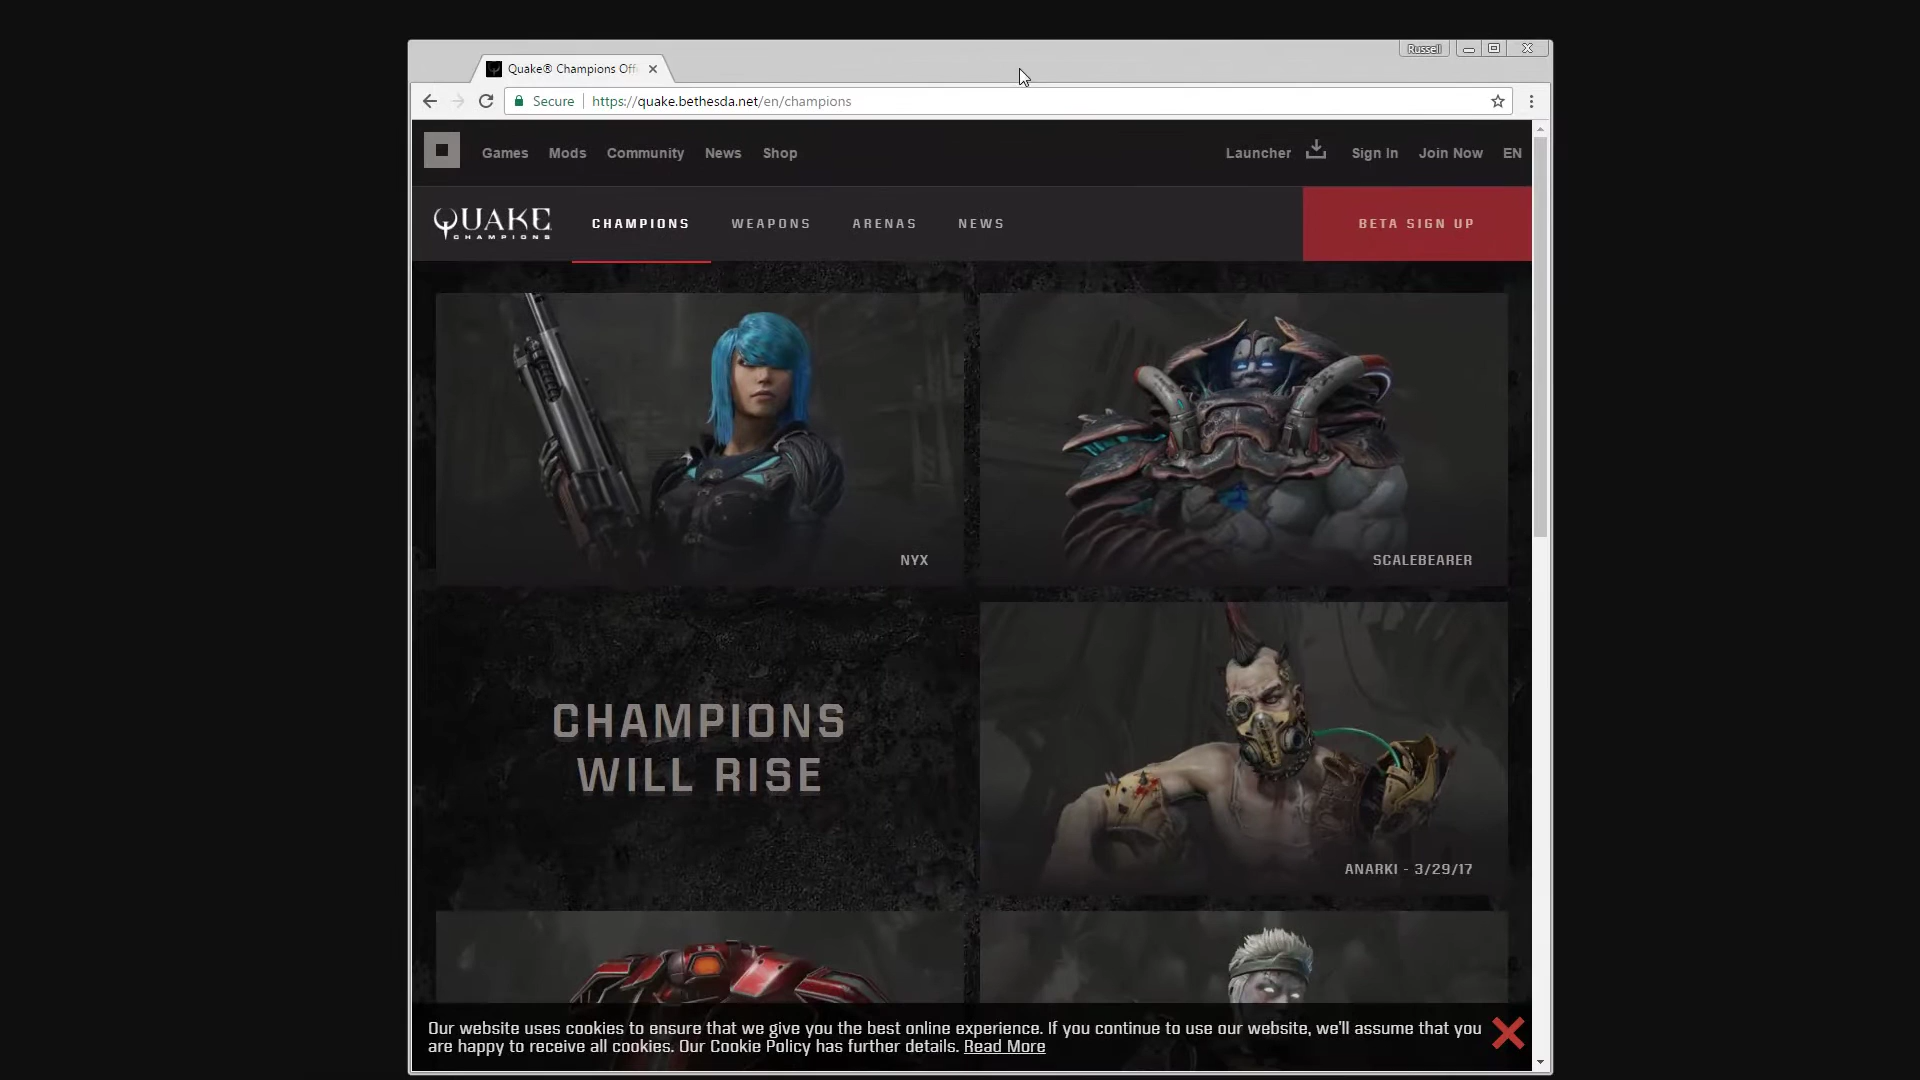 Russell
Quake® Champions Off
Secure https://quake.bethesda.net/en/champions
Games Mods Community News Shop Launcher Sign In Join Now EN
QUAKE CHAMPIONS
CHAMPIONS WEAPONS ARENAS NEWS BETA SIGN UP
NYX
SCALEBEARER
CHAMPIONS
WILL RISE
ANARKI - 3/29/17
Our website uses cookies to ensure that we give you the best online experience. If you continue to use our website, we'll assume that you
are happy to receive all cookies. Our Cookie Policy has further details. Read More